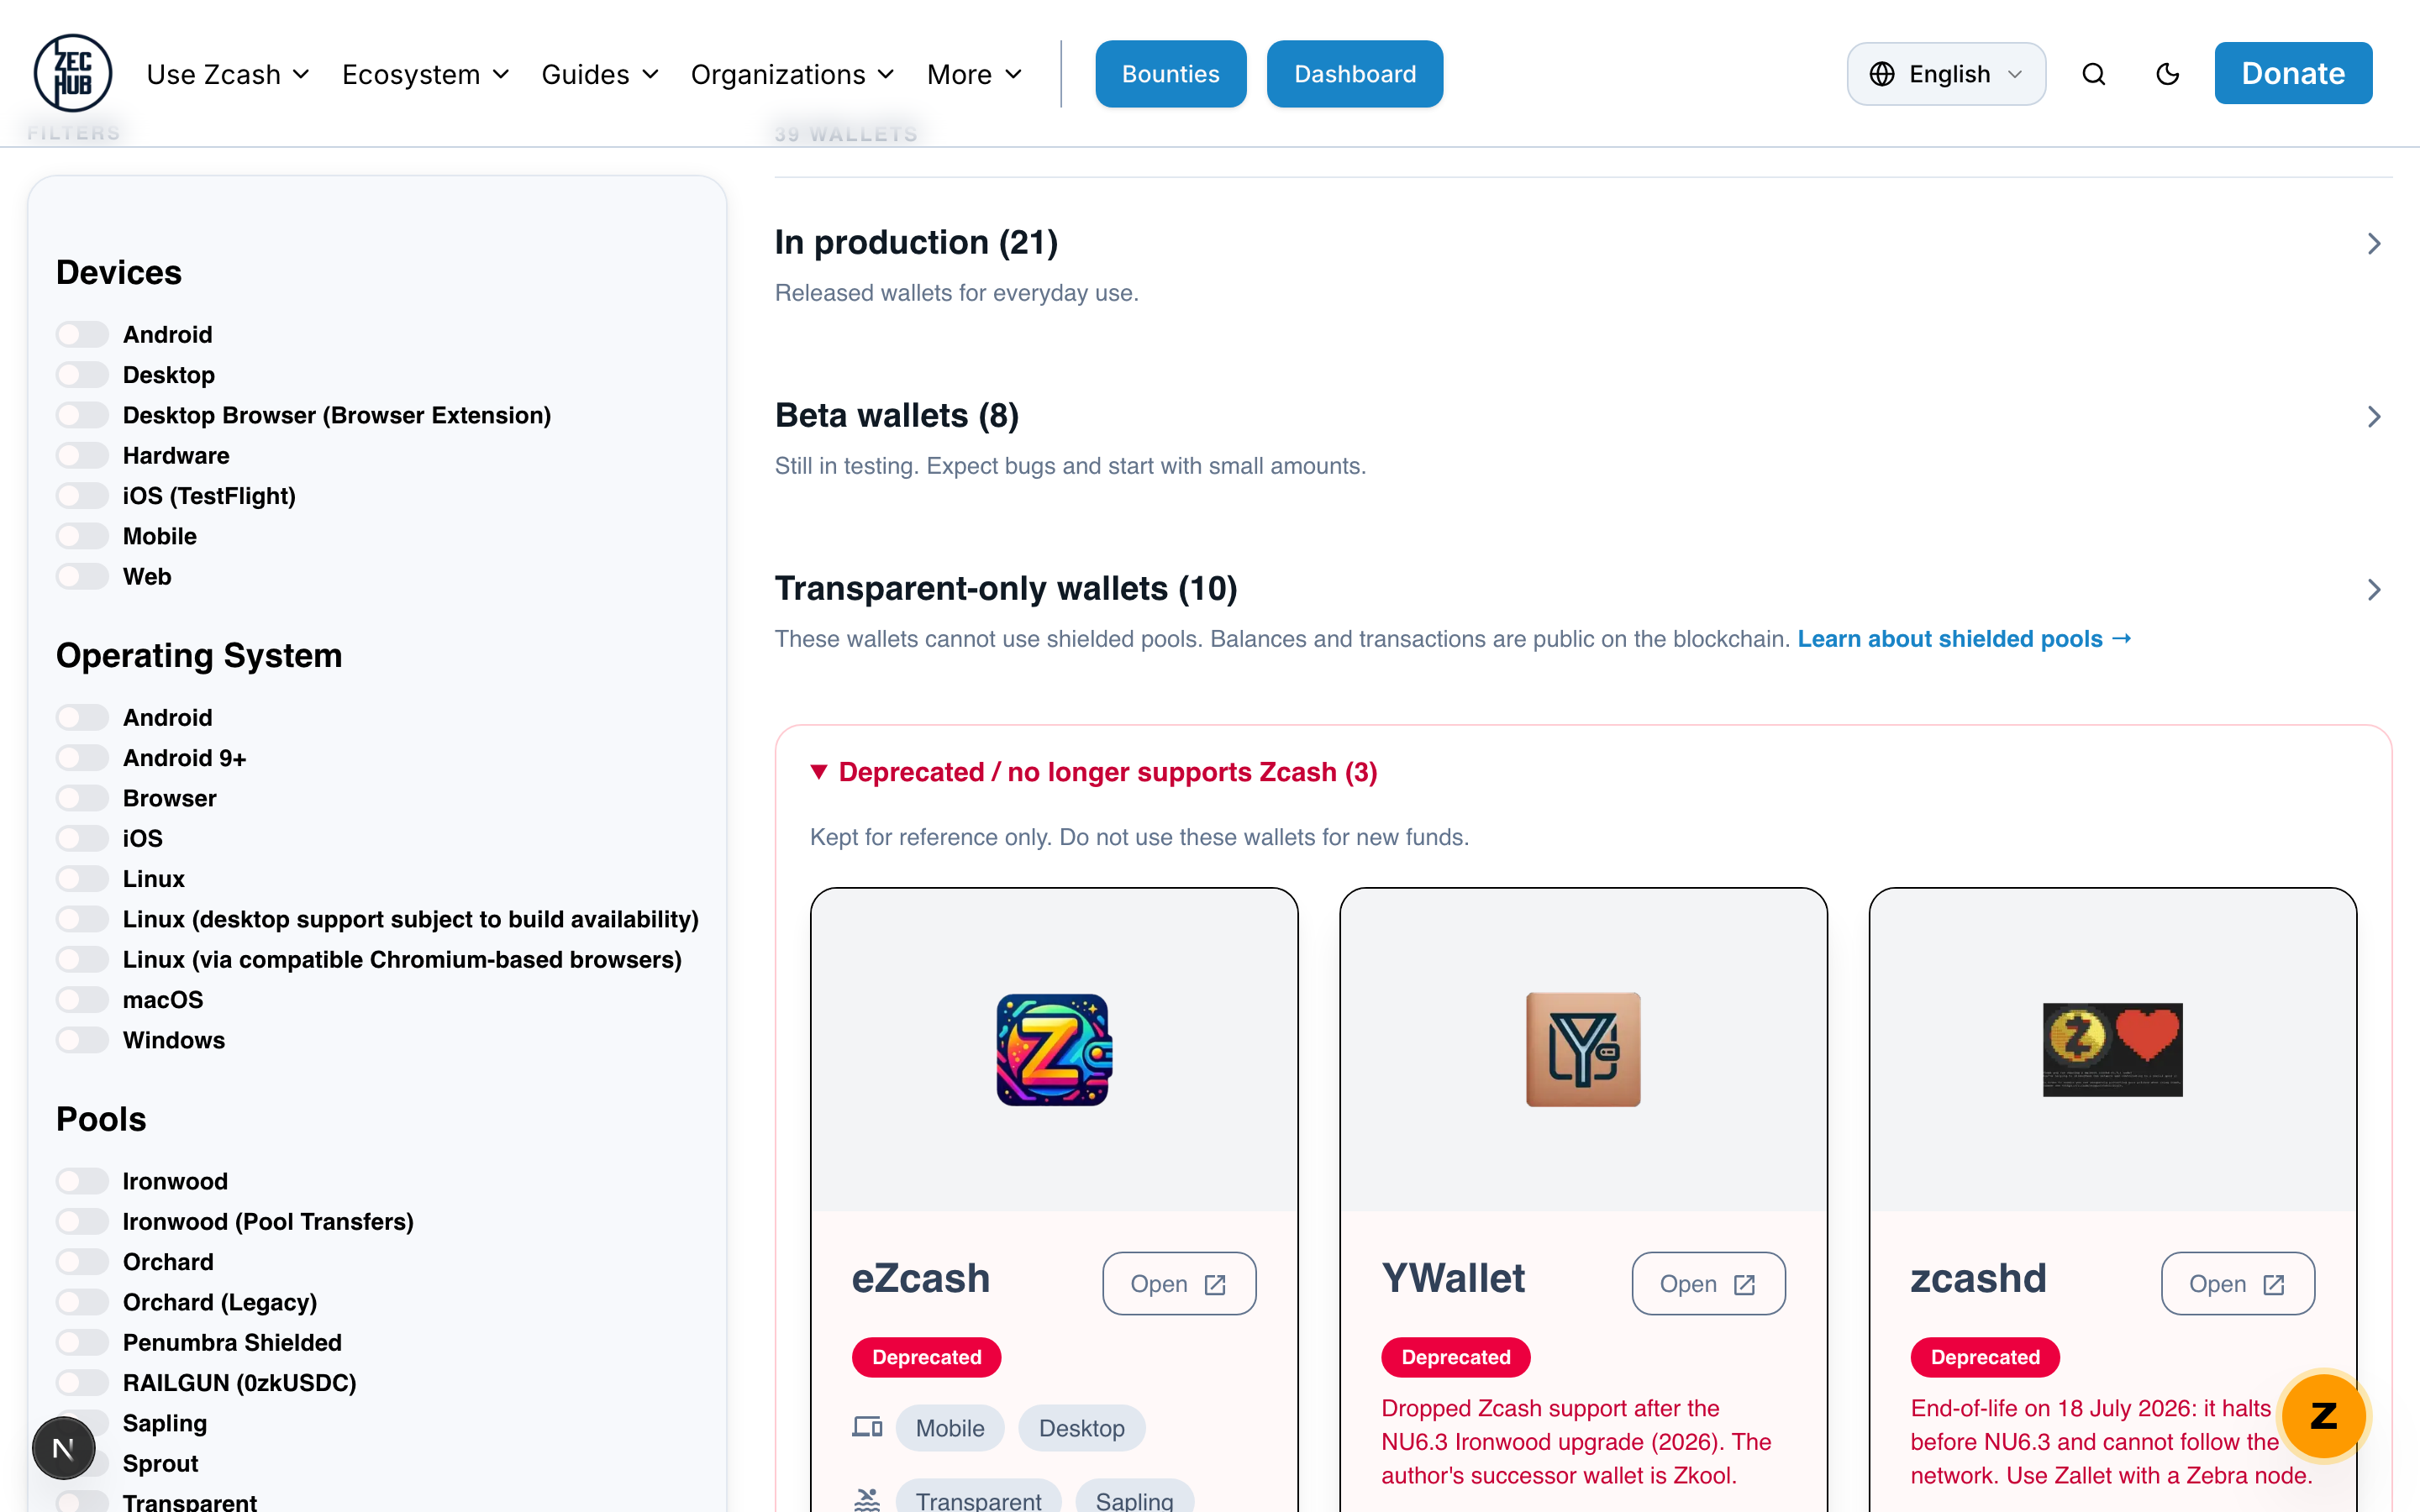 ZEC
HUB
Use Zcash
Ecosystem
Guides
Organizations
More
Bounties
Dashboard
English
Donate
FILTERS
39 WALLETS
Devices
Android
Desktop
Desktop Browser (Browser Extension)
Hardware
iOS (TestFlight)
Mobile
Web
Operating System
Android
Android 9+
Browser
iOS
Linux
Linux (desktop support subject to build availability)
Linux (via compatible Chromium-based browsers)
macOS
Windows
Pools
Ironwood
Ironwood (Pool Transfers)
Orchard
Orchard (Legacy)
Penumbra Shielded
RAILGUN (0zkUSDC)
Sapling
Sprout
Transparent
N
In production (21)
Released wallets for everyday use.
Beta wallets (8)
Still in testing. Expect bugs and start with small amounts.
Transparent-only wallets (10)
These wallets cannot use shielded pools. Balances and transactions are public on the blockchain. Learn about shielded pools →
▼ Deprecated / no longer supports Zcash (3)
Kept for reference only. Do not use these wallets for new funds.
eZcash
Open
Deprecated
Mobile
Desktop
Transparent
Sapling
YWallet
Open
Deprecated
Dropped Zcash support after the
NU6.3 Ironwood upgrade (2026). The
author's successor wallet is Zkool.
zcashd
Open
Deprecated
End-of-life on 18 July 2026: it halts
before NU6.3 and cannot follow the
network. Use Zallet with a Zebra node.
Z